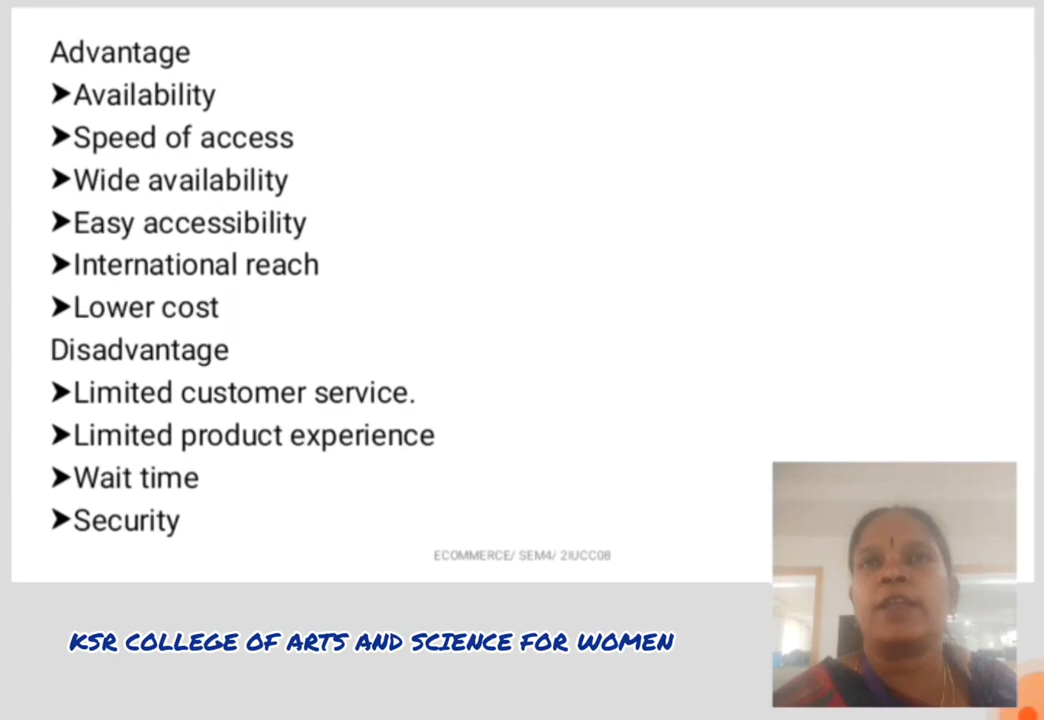 Advantage
➤Availability
➤Speed of access
➤Wide availability
➤Easy accessibility
➤International reach
➤Lower cost
Disadvantage
➤Limited customer service.
➤Limited product experience
➤Wait time
➤Security
ECOMMERCE/ SEM4/ 21UCC08
KSR COLLEGE OF ARTS AND SCIENCE FOR WOMEN